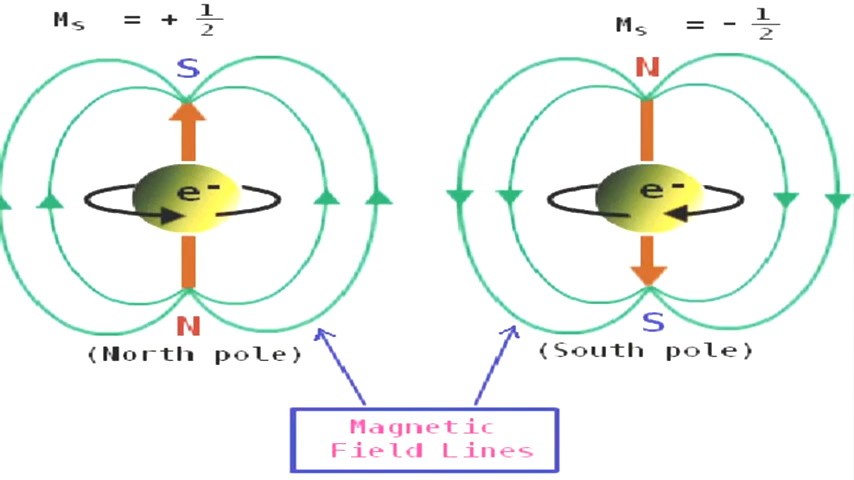 Ms = + 1/2
Ms = - 1/2
S
N
e-
e-
N
S
(North pole)
(South pole)
Magnetic
Field Lines